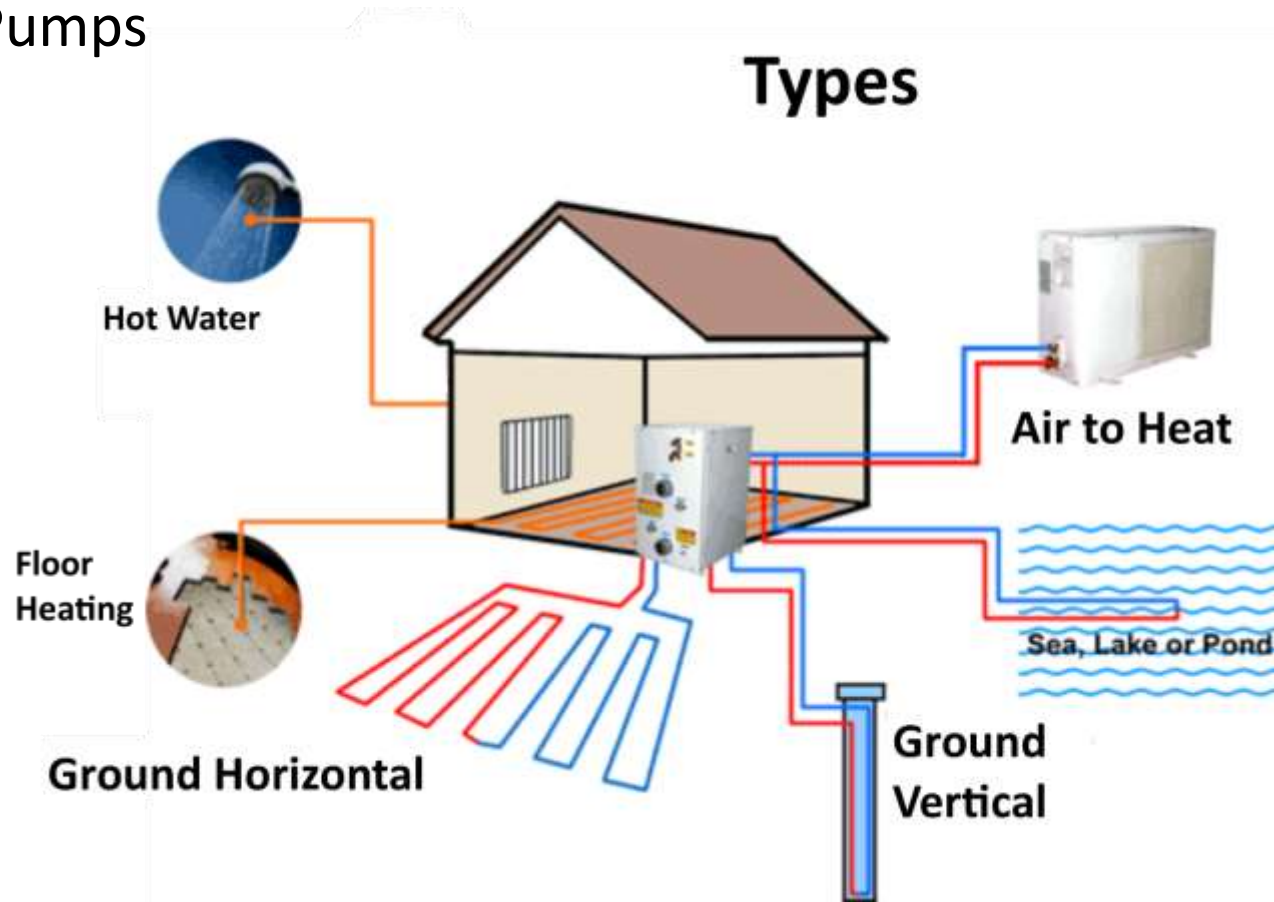 Pumps
Types
Hot Water
Air to Heat
Floor
Heating
Sea, Lake or Pond
Ground
Vertical
Ground Horizontal